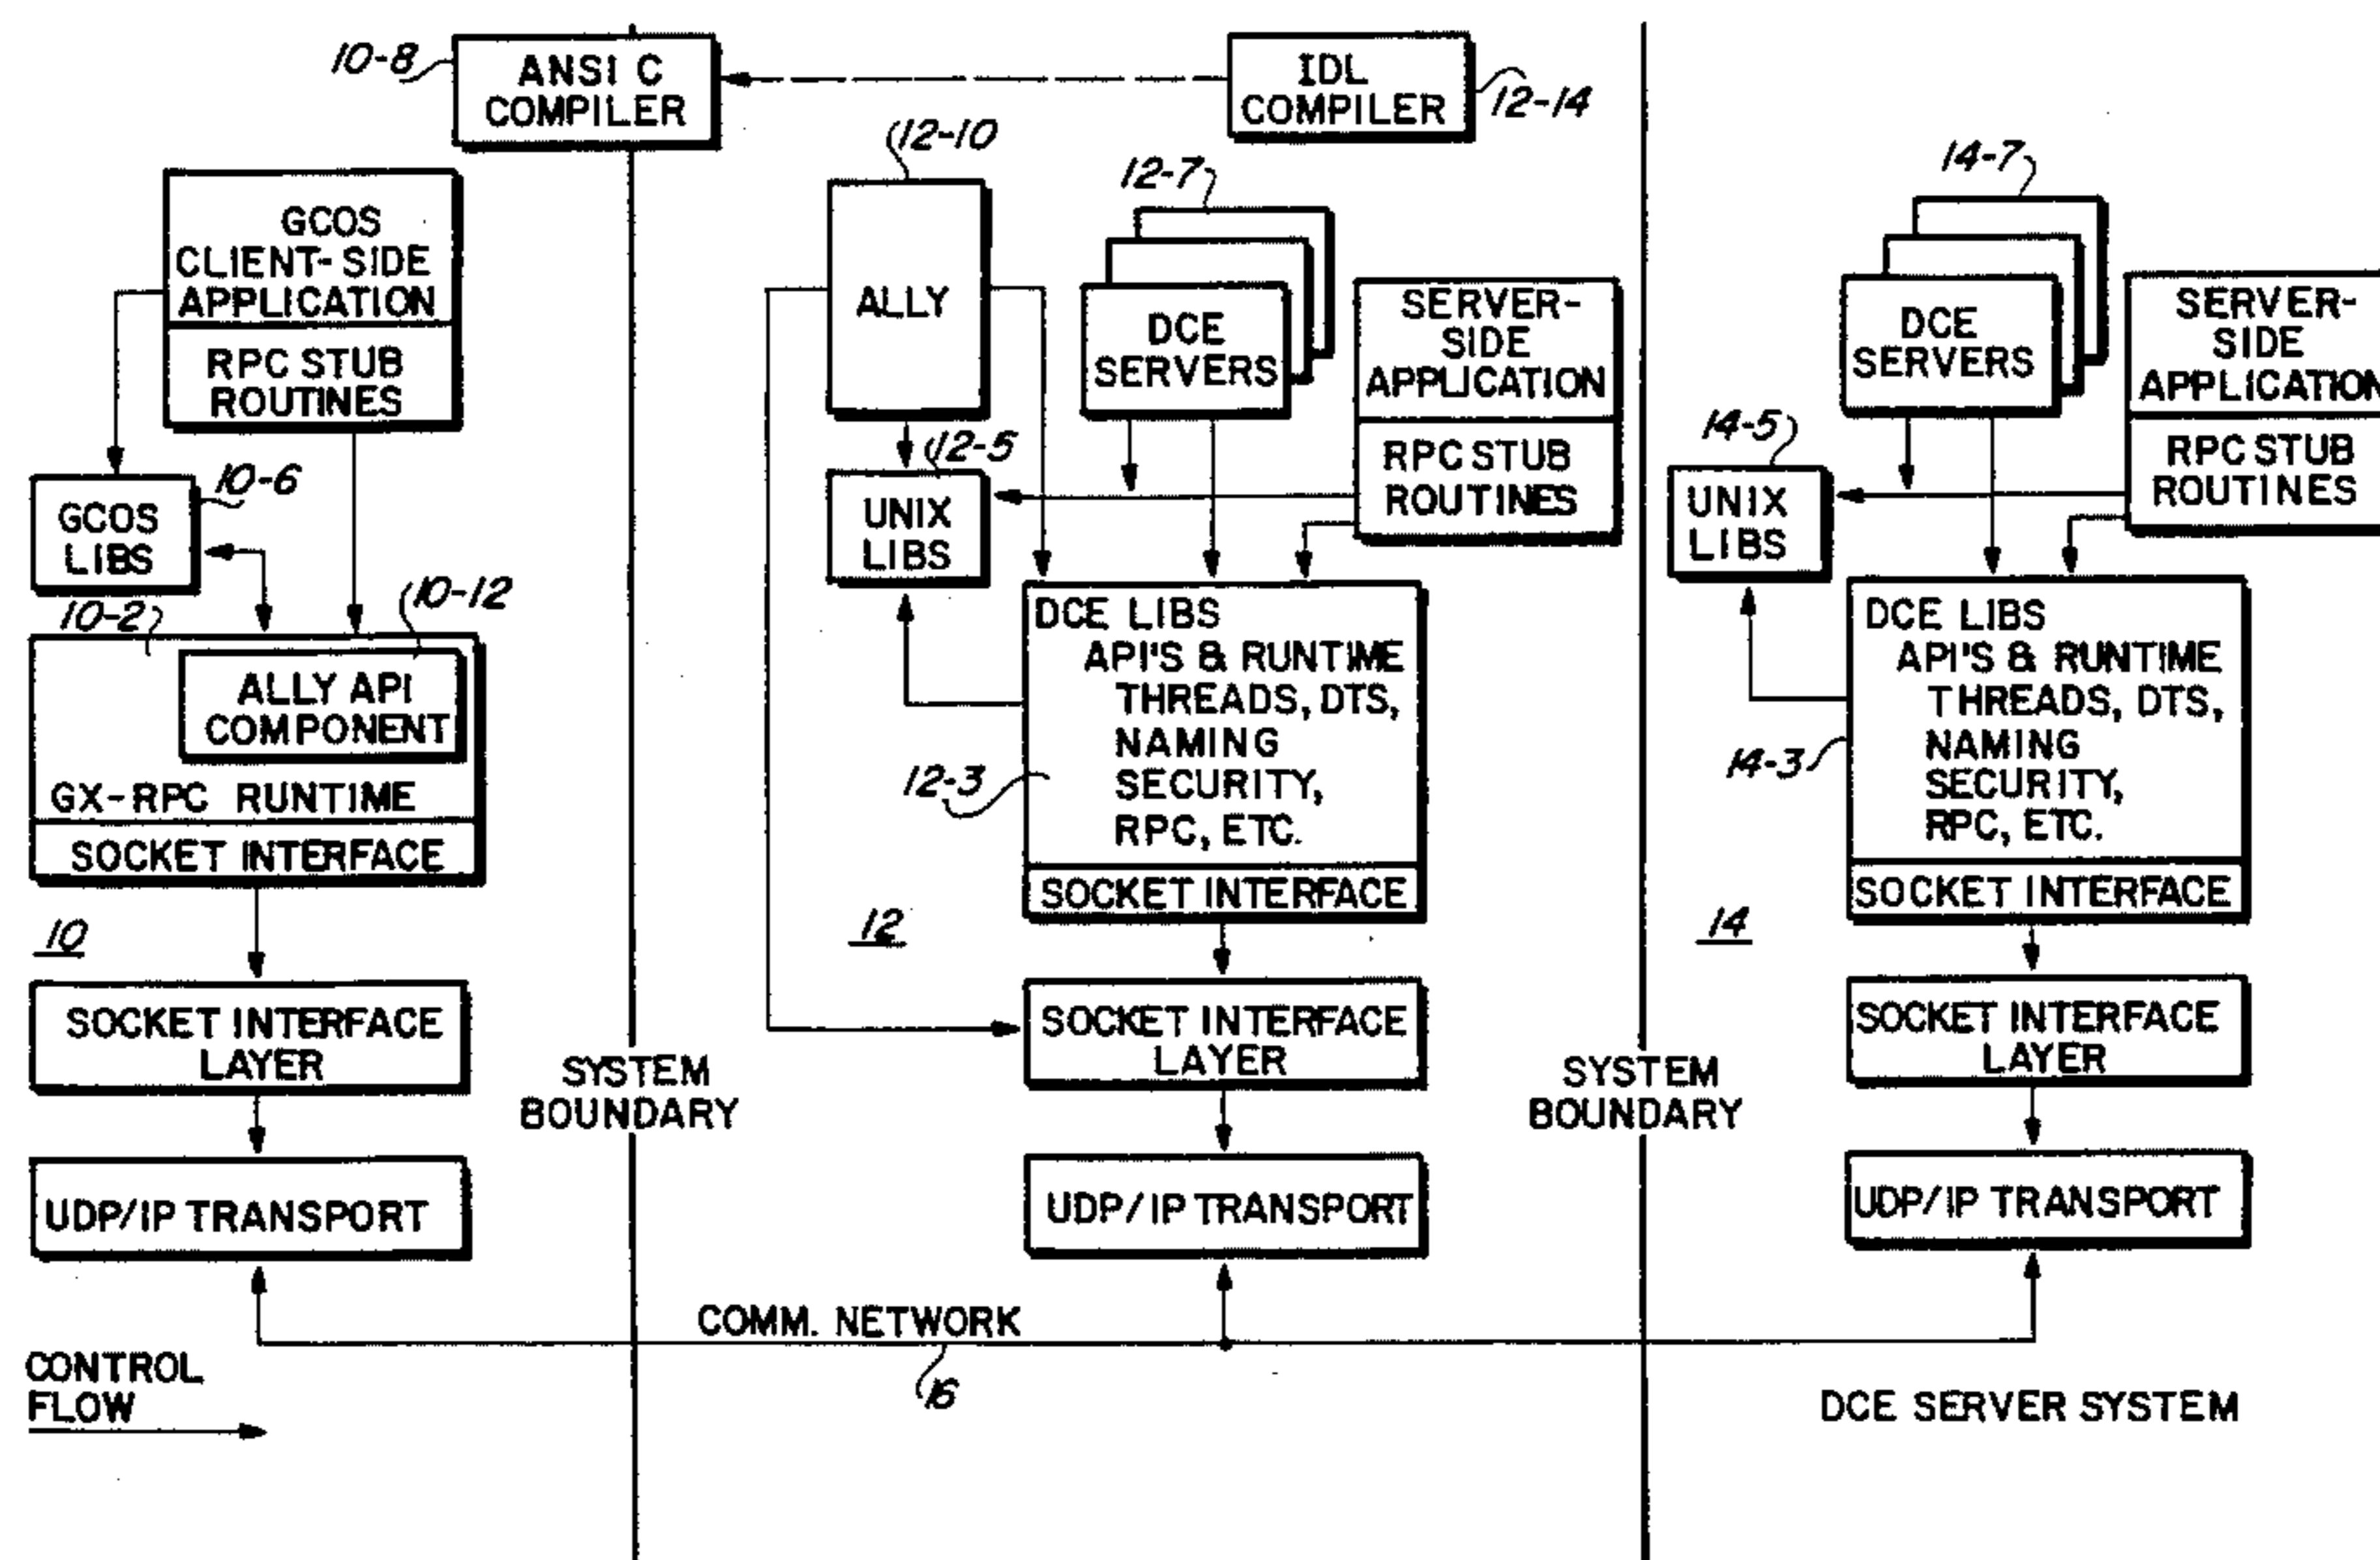 10-8
ANSI C
COMPILER
IDL
COMPILER
12-14
GCOS
CLIENT-SIDE
APPLICATION
RPC STUB
ROUTINES
GCOS
LIBS
10-6
10-2
10-12
ALLY API
COMPONENT
GX-RPC RUNTIME
SOCKET INTERFACE
10
SOCKET INTERFACE
LAYER
UDP/IP TRANSPORT
CONTROL
FLOW
SYSTEM
BOUNDARY
12-10
ALLY
12-7
DCE
SERVERS
SERVER-
SIDE
APPLICATION
RPC STUB
ROUTINES
12-5
UNIX
LIBS
DCE LIBS
API'S & RUNTIME
THREADS, DTS,
NAMING
SECURITY,
RPC, ETC.
12-3
SOCKET INTERFACE
12
SOCKET INTERFACE
LAYER
UDP/IP TRANSPORT
COMM. NETWORK
16
SYSTEM
BOUNDARY
14-7
DCE
SERVERS
SERVER-
SIDE
APPLICATION
RPC STUB
ROUTINES
14-5
UNIX
LIBS
DCE LIBS
API'S & RUNTIME
THREADS, DTS,
NAMING
SECURITY,
RPC, ETC.
14-3
SOCKET INTERFACE
14
SOCKET INTERFACE
LAYER
UDP/IP TRANSPORT
DCE SERVER SYSTEM